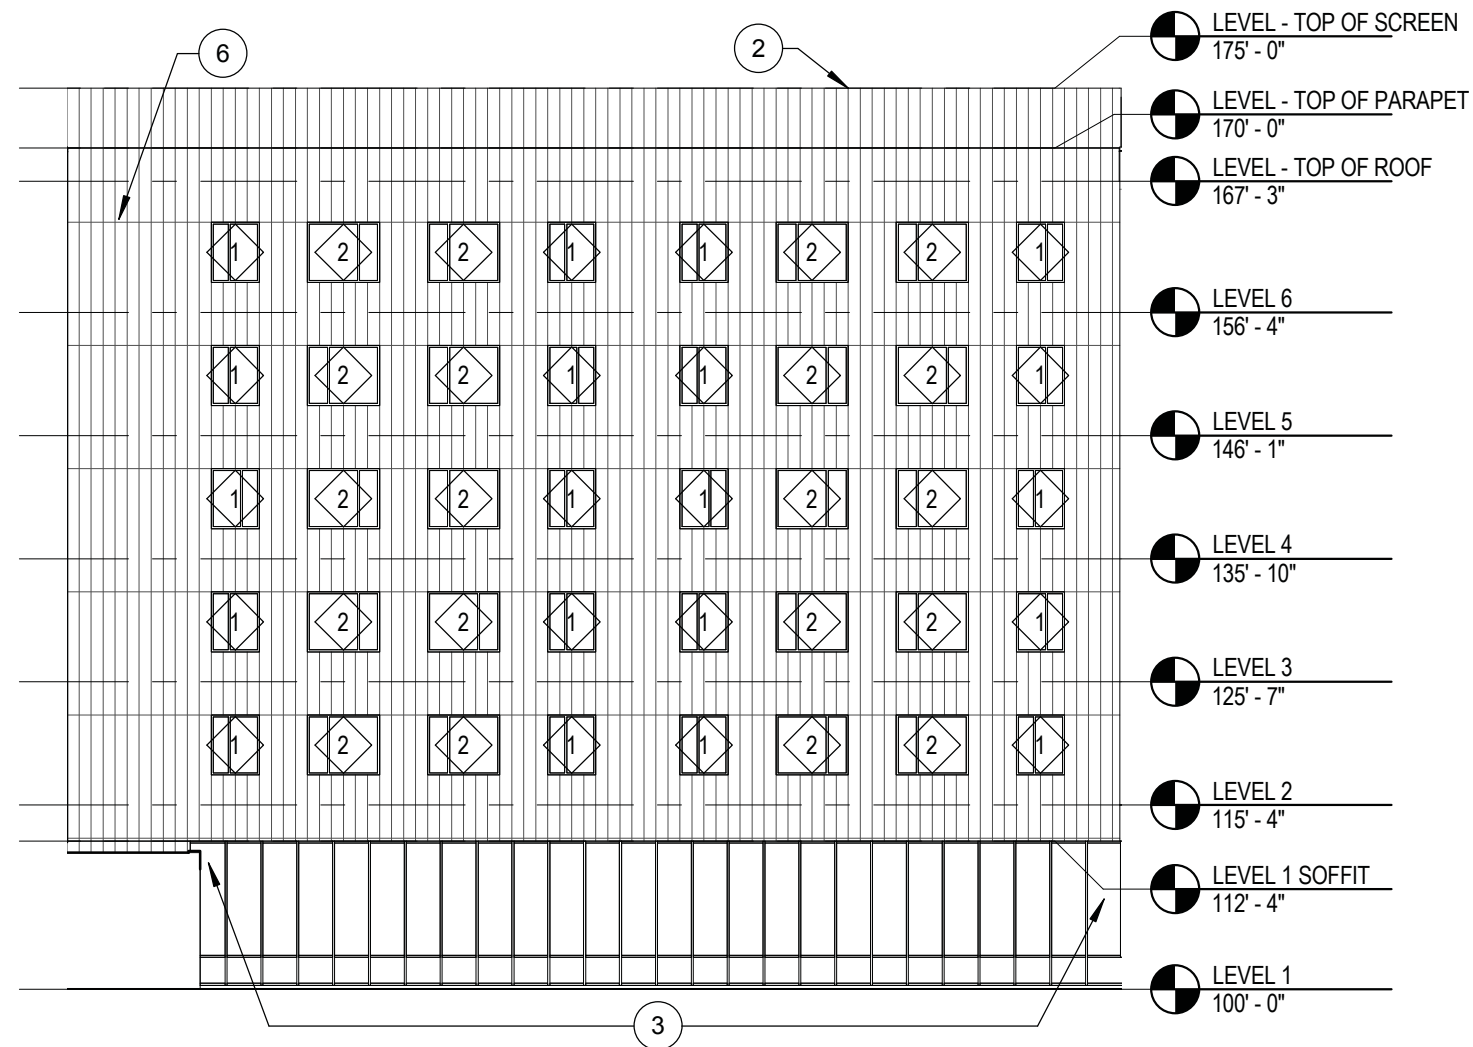 LEVEL - TOP OF SCREEN
175' - 0"
6
2
LEVEL - TOP OF PARAPET
170' - 0"
LEVEL - TOP OF ROOF
167' - 3"
1 2 2 1 1 2 2 1
LEVEL 6
156' - 4"
1 2 2 1 1 2 2 1
LEVEL 5
146' - 1"
1 2 2 1 1 2 2 1
LEVEL 4
135' - 10"
1 2 2 1 1 2 2 1
LEVEL 3
125' - 7"
1 2 2 1 1 2 2 1
LEVEL 2
115' - 4"
LEVEL 1 SOFFIT
112' - 4"
LEVEL 1
100' - 0"
3